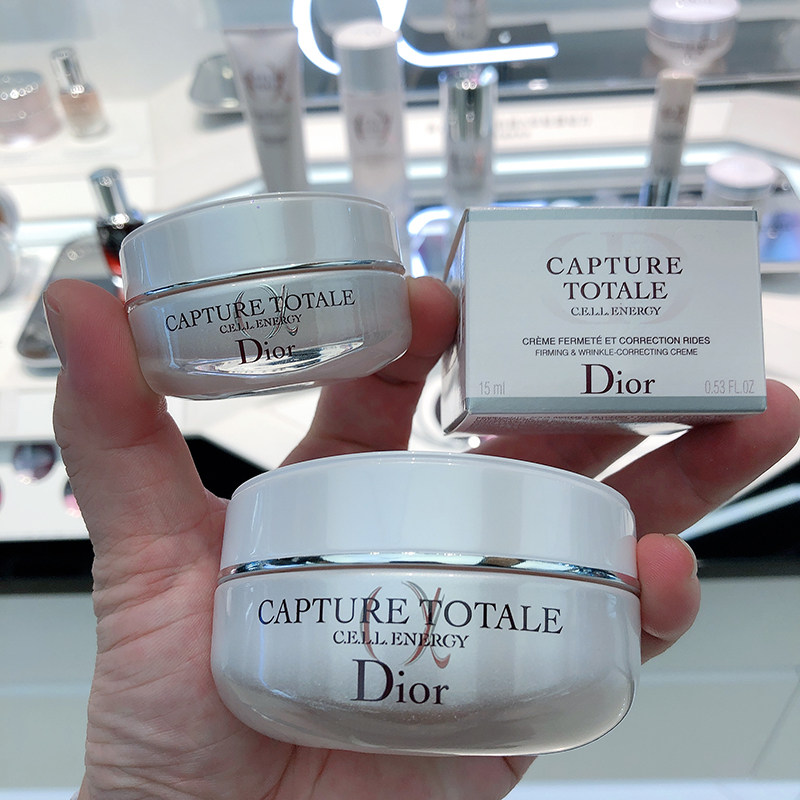 CAPTURE TOTALE
C.E.L.L. ENERGY
Dior
CAPTURE
TOTALE
C.E.L.L. ENERGY
CRÈME FERMETÉ ET CORRECTION RIDES
FIRMING & WRINKLE-CORRECTING CREME
15 ml
Dior
0.53 FL.OZ
CAPTURE TOTALE
C.E.L.L. ENERGY
Dior